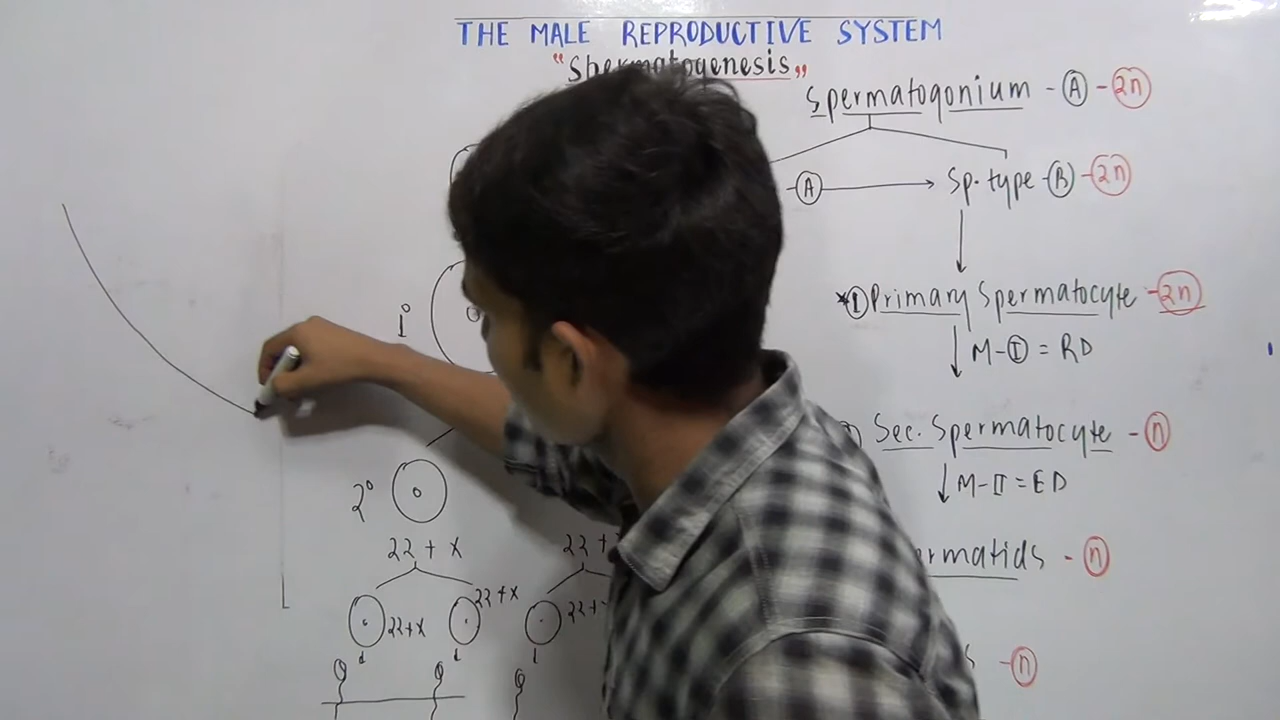 THE MALE REPRODUCTIVE SYSTEM
"Spermatogenesis"
Spermatogonium - A - 2n
A → Sp. type - B - 2n
1° *I Primary Spermatocyte - 2n
M-I = RD
Sec. Spermatocyte - n
2° M-II = ED
22 + X 22 + ermatids - n
22+X 22+X 22+
s - n